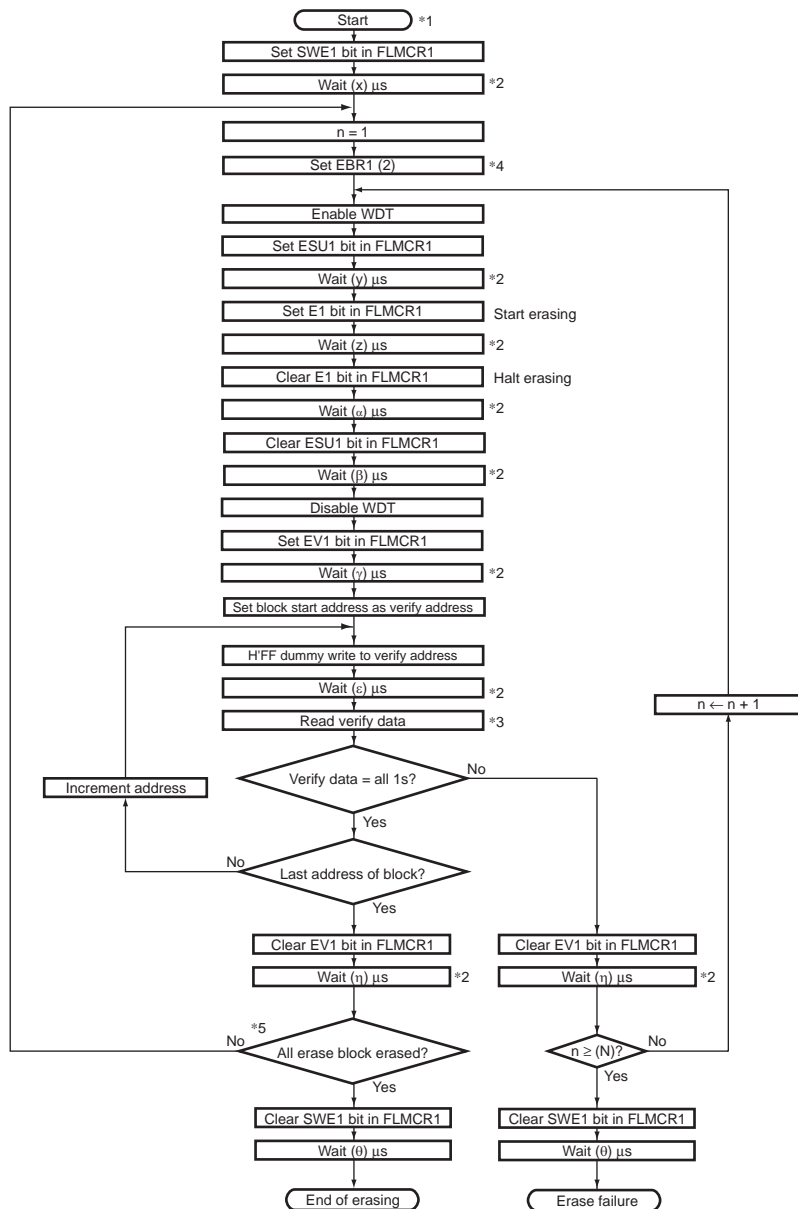 Start *1
Set SWE1 bit in FLMCR1
Wait (x) μs *2
n = 1
Set EBR1 (2) *4
Enable WDT
Set ESU1 bit in FLMCR1
Wait (y) μs *2
Set E1 bit in FLMCR1 Start erasing
Wait (z) μs *2
Clear E1 bit in FLMCR1 Halt erasing
Wait (α) μs *2
Clear ESU1 bit in FLMCR1
Wait (β) μs *2
Disable WDT
Set EV1 bit in FLMCR1
Wait (γ) μs *2
Set block start address as verify address
H'FF dummy write to verify address
Wait (ε) μs *2
Read verify data *3
n ← n + 1
Verify data = all 1s? No
Increment address
Yes
No
Last address of block?
Yes
Clear EV1 bit in FLMCR1
Wait (η) μs *2
Clear EV1 bit in FLMCR1
Wait (η) μs *2
*5
No
All erase block erased?
Yes
n ≥ (N)? No
Yes
Clear SWE1 bit in FLMCR1
Wait (θ) μs
End of erasing
Clear SWE1 bit in FLMCR1
Wait (θ) μs
Erase failure